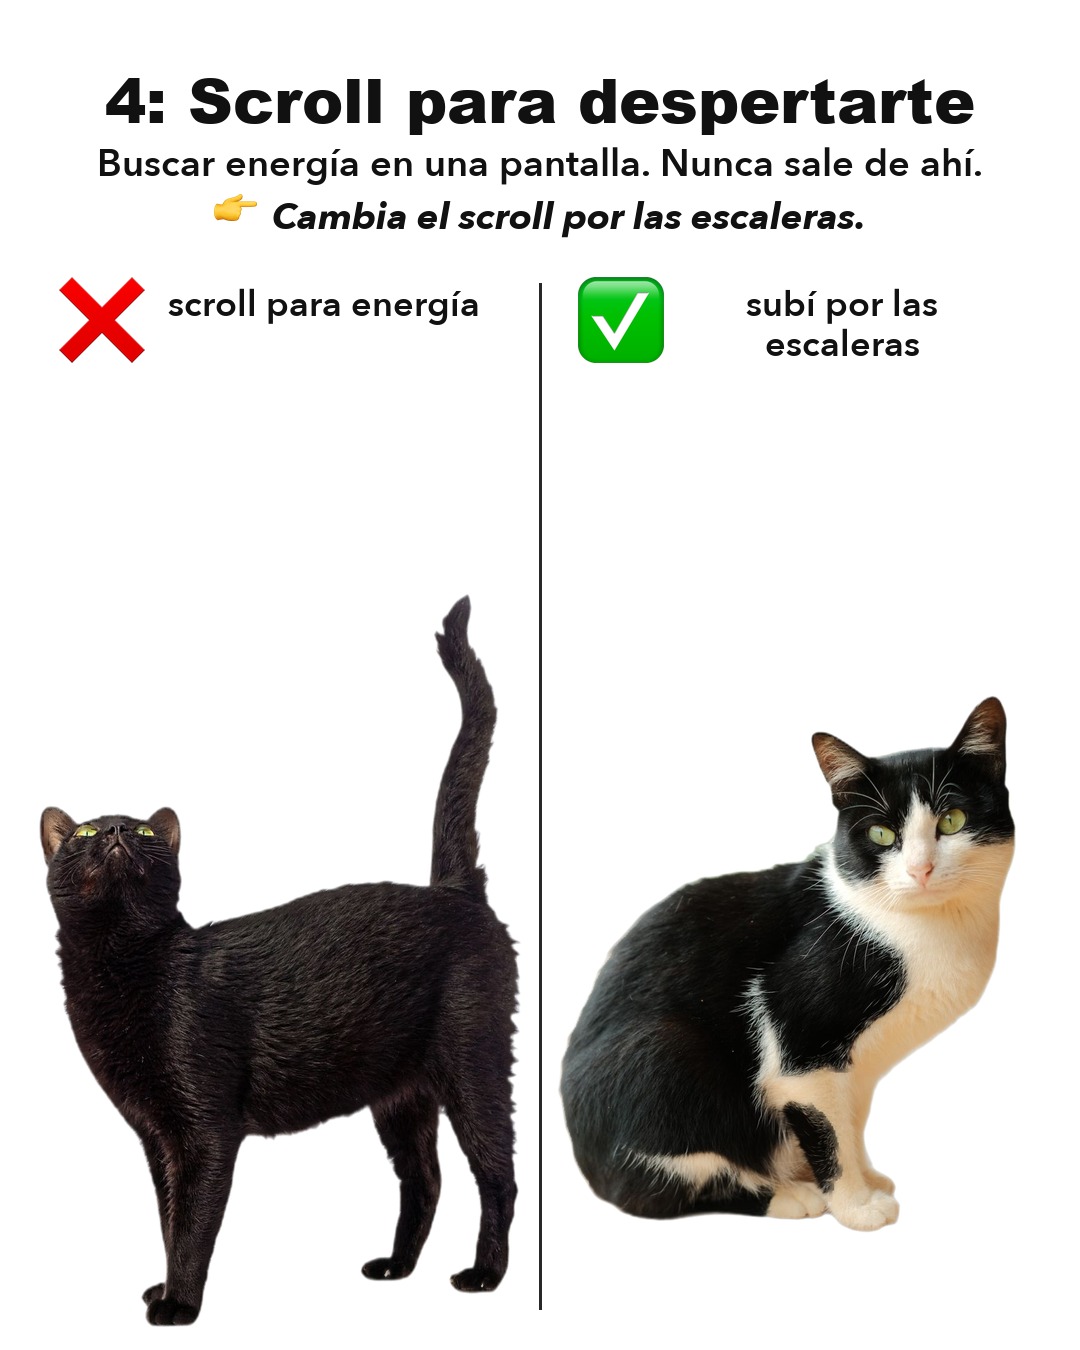 4: Scroll para despertarte
Buscar energía en una pantalla. Nunca sale de ahí.
👉 Cambia el scroll por las escaleras.
❌ scroll para energía
✅ subí por las
escaleras